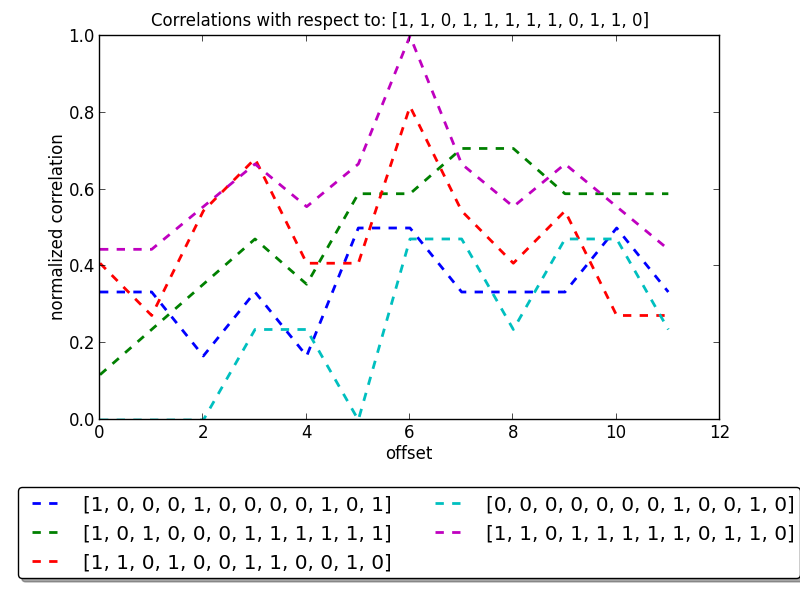 Correlations with respect to: [1, 1, 0, 1, 1, 1, 1, 1, 0, 1, 1, 0]
1.0
0.8
0.6
0.4
0.2
0.0
normalized correlation
0 2 4 6 8 10 12
offset
[1, 0, 0, 0, 1, 0, 0, 0, 0, 1, 0, 1]
[1, 0, 1, 0, 0, 0, 1, 1, 1, 1, 1, 1]
[1, 1, 0, 1, 0, 0, 1, 1, 0, 0, 1, 0]
[0, 0, 0, 0, 0, 0, 0, 1, 0, 0, 1, 0]
[1, 1, 0, 1, 1, 1, 1, 1, 0, 1, 1, 0]